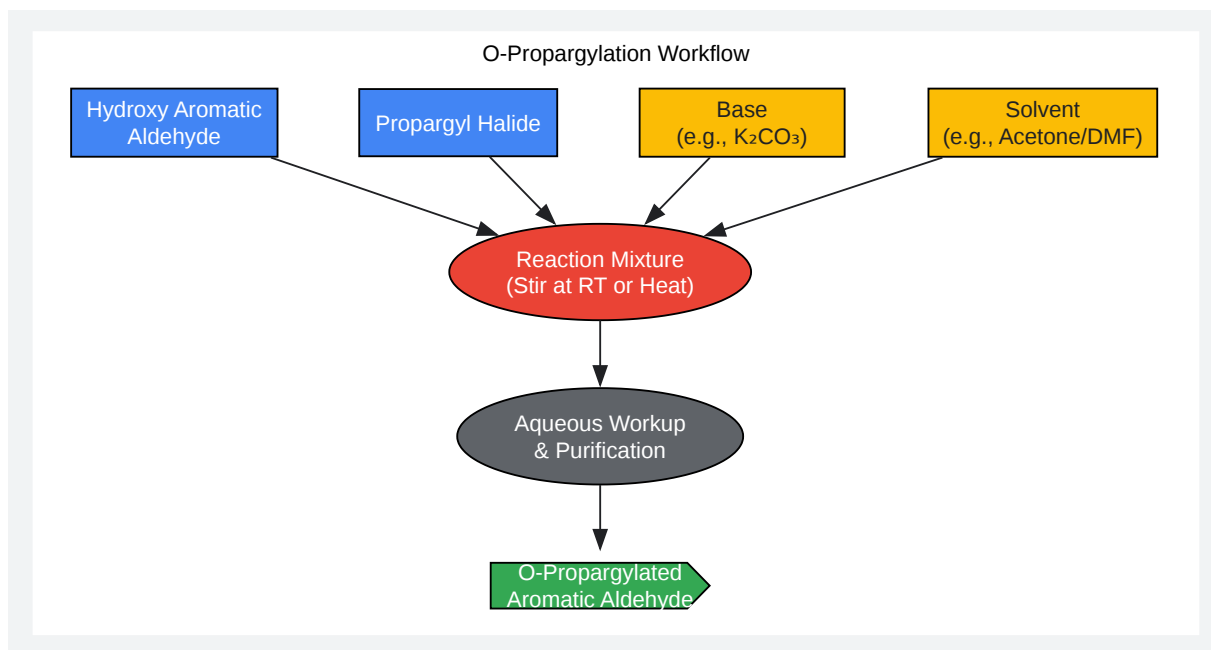 O-Propargylation Workflow
Hydroxy Aromatic
Aldehyde
Propargyl Halide
Base
(e.g., K₂CO₃)
Solvent
(e.g., Acetone/DMF)
Reaction Mixture
(Stir at RT or Heat)
Aqueous Workup
& Purification
O-Propargylated
Aromatic Aldehyde